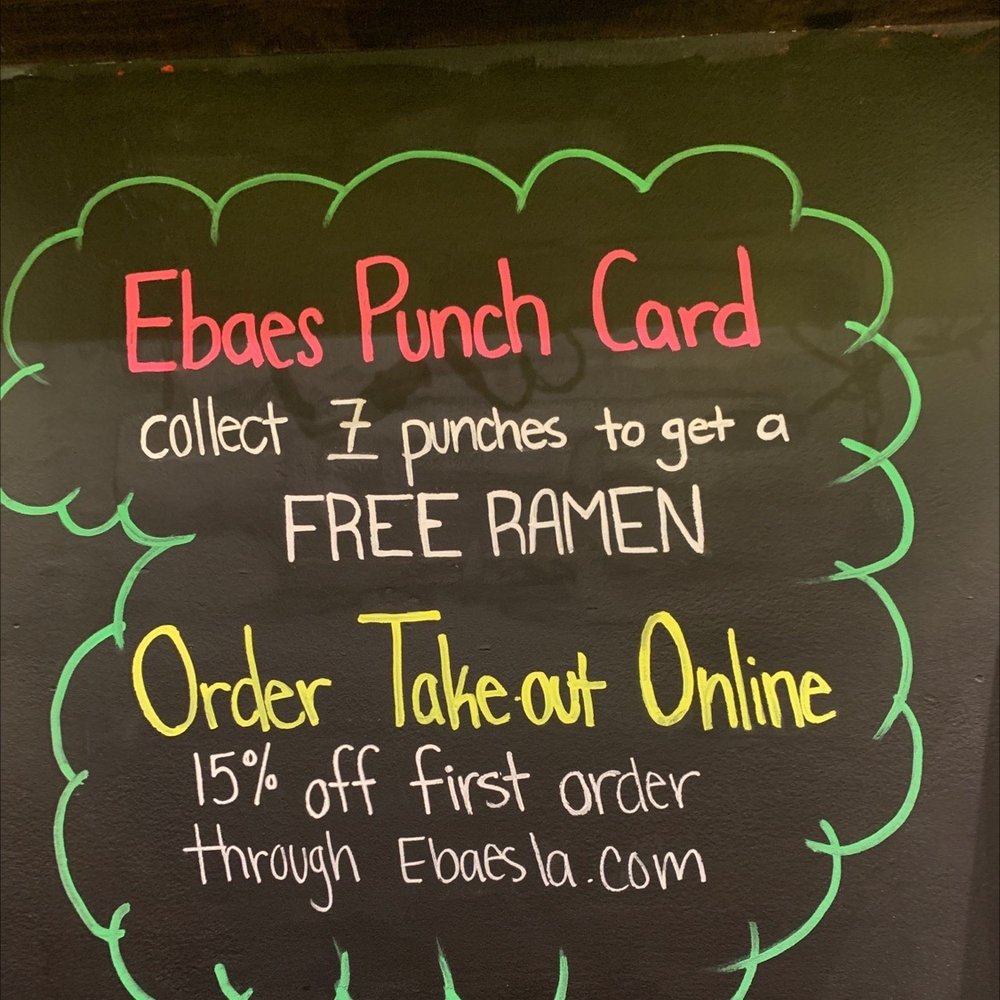 Ebaes Punch Card
collect 7 punches to get a
FREE RAMEN
Order Take-out Online
15% off first order
through Ebaesla.com